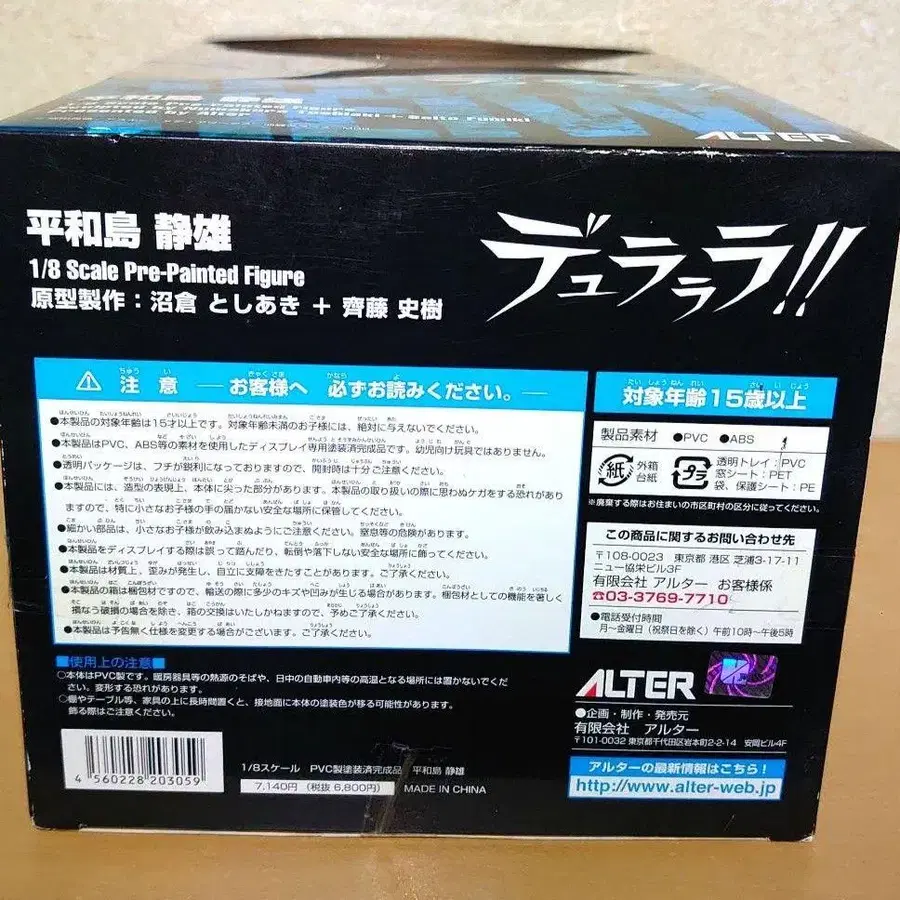 ALTER
平和島 静雄
1/8 Scale Pre-Painted Figure
原型製作：沼倉 としあき ＋ 齊藤 史樹
デュラララ!!
⚠ 注 意 ― お客様へ 必ずお読みください。―
●本製品の対象年齢は15才以上です。対象年齢未満のお子様には、絶対に与えないでください。
●本製品はPVC、ABS等の素材を使用したディスプレイ専用塗装済完成品です。幼児向け玩具ではありません。
●透明パッケージは、フチが鋭利になっておりますので、開封時は十分ご注意ください。
●本製品には、造型の表現上、本体に尖った部分があります。本製品の取り扱いの際に思わぬケガをする恐れがあり
ますので、特に小さなお子様の手の届かない安全な場所に保管してください。
●細かい部品は、小さなお子様が飲み込まぬようにご注意ください。窒息等の危険があります。
●本製品をディスプレイする際は誤って踏んだり、転倒や落下しない安全な場所に飾ってください。
●本製品は材質上、歪みが発生し、自立に支障をきたすことがあります。ご了承ください。
●本製品の箱は梱包材ですので、輸送の際に多少のキズや凹みが生じる場合があります。梱包材としての機能を著しく
損なう破損の場合を除き、箱の交換はいたしかねますので、予めご了承ください。
●本製品は予告無く仕様を変更する場合がございます。ご了承ください。
■使用上の注意■
○本体はPVC製です。暖房器具等の熱源のそばや、日中の自動車内等の高温となる場所には置かないでくだ
さい。変形する恐れがあります。
○棚やテーブル等、家具の上に長時間置くと、接地面に本体の塗装色が移る可能性があります。
飾る際はご注意ください。
4 560228 203059
1/8スケール PVC製塗装済完成品 平和島 静雄
7,140円 （税抜 6,800円）
MADE IN CHINA
対象年齢15歳以上
製品素材 ●PVC ●ABS
紙 外箱
台紙
プラ 透明トレイ：PVC
窓シート：PET
袋、保護シート：PE
※廃棄する際はお住まいの市区町村の区分に従ってください。
この商品に関するお問い合わせ先
〒108-0023 東京都 港区 芝浦3-17-11
ニュー協栄ビル3F
有限会社 アルター お客様係
☎03-3769-7710
●電話受付時間
月～金曜日（祝祭日を除く）午前10時～午後5時
ALTER
●企画・制作・発売元
有限会社 アルター
〒101-0032 東京都千代田区岩本町2-2-14 安岡ビル4F
アルターの最新情報はこちら！
http://www.alter-web.jp